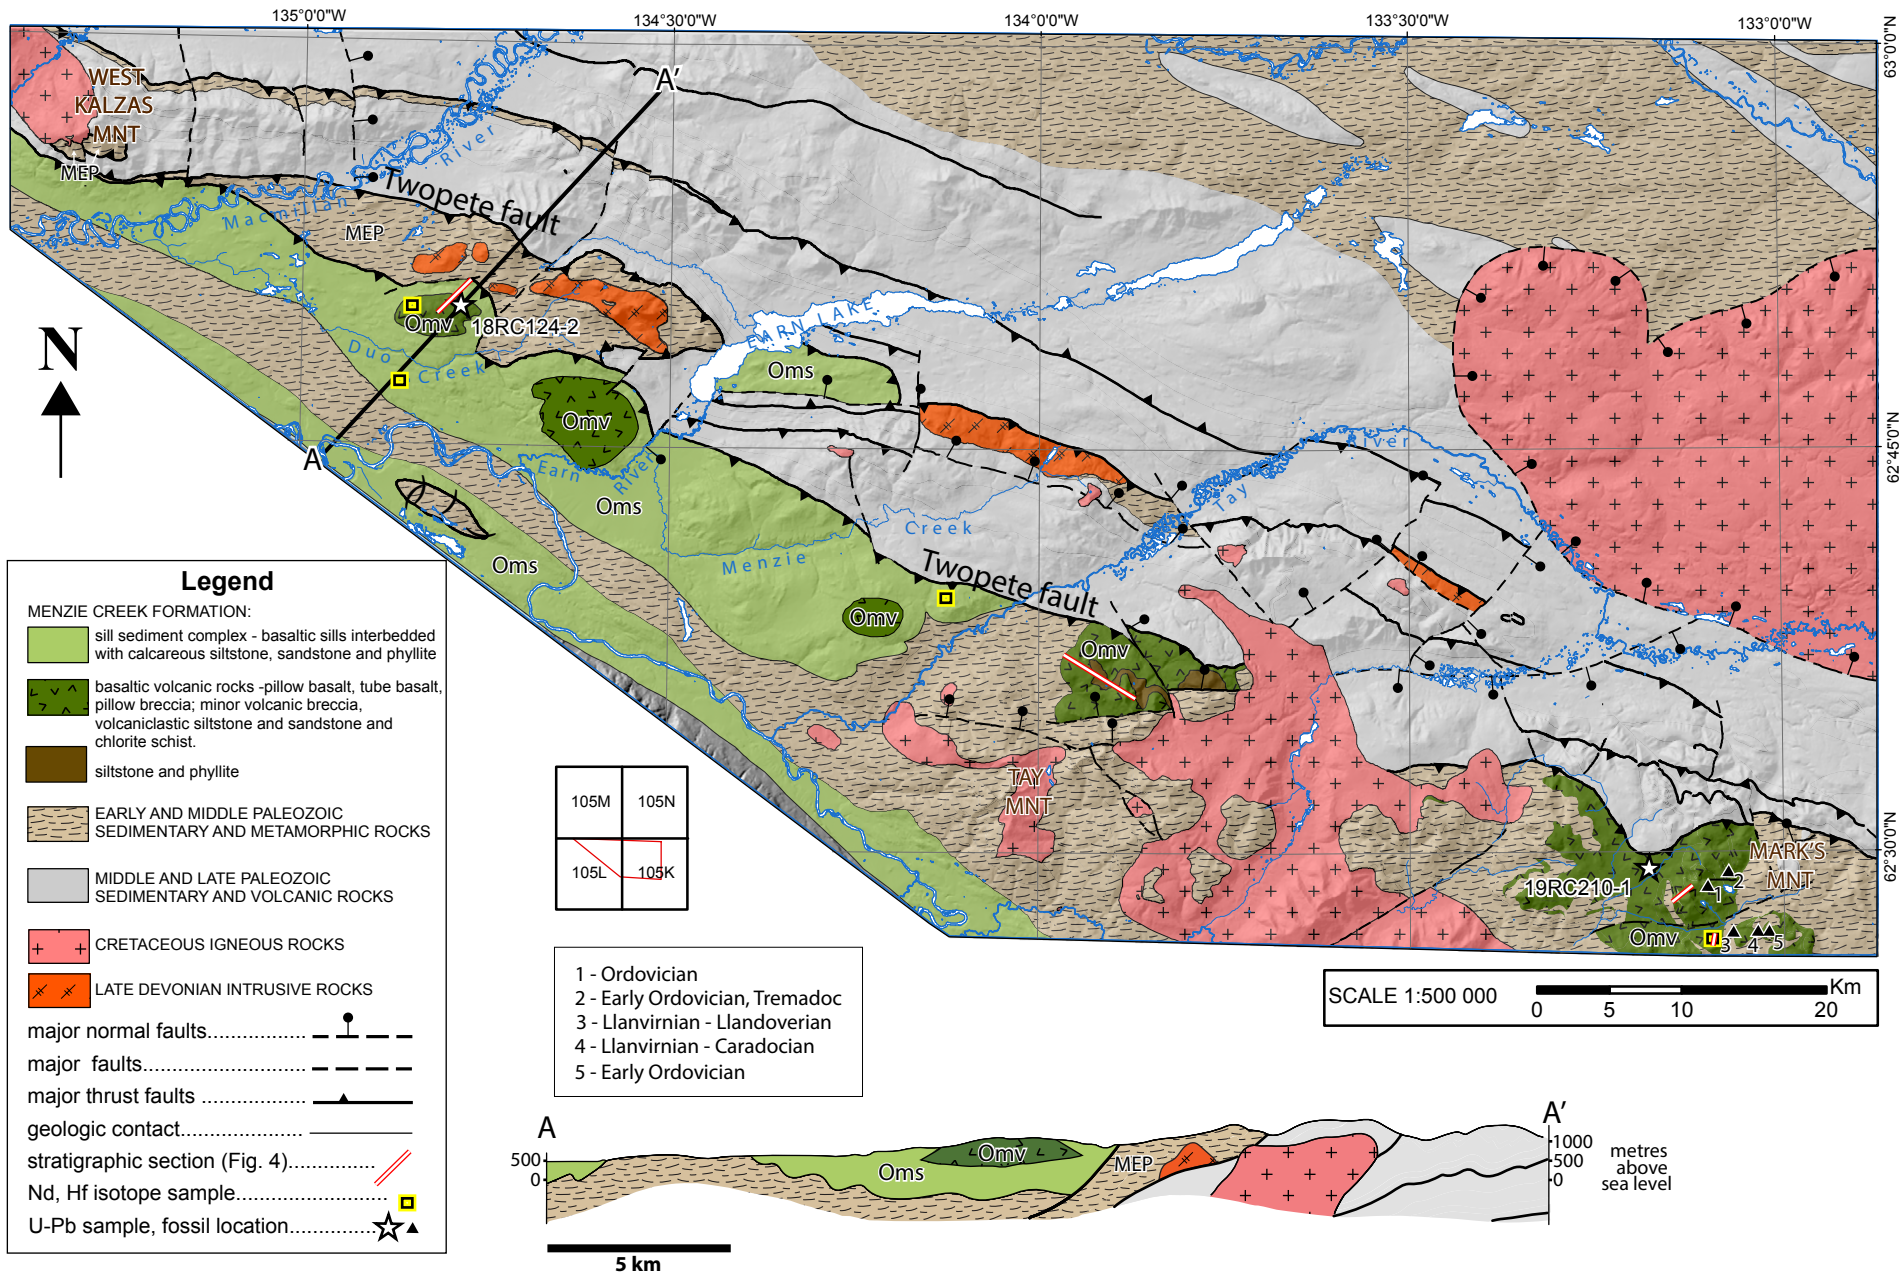 135°0'0"W
134°30'0"W
134°0'0"W
133°30'0"W
133°0'0"W
63°0'0"N
62°45'0"N
62°30'0"N
WEST
KALZAS
MNT
MEP
River
Macmillan
Twopete fault
A'
MEP
Omv
18RC124-2
Duo
Creek
EARN LAKE
Oms
Omv
A
Earn
River
Oms
Oms
Menzie
Creek
Tay
River
Twopete fault
Omv
Omv
TAY
MNT
MARK'S
MNT
19RC210-1
1
2
Omv
3
4
5
N
Legend
MENZIE CREEK FORMATION:
sill sediment complex - basaltic sills interbedded
with calcareous siltstone, sandstone and phyllite
basaltic volcanic rocks -pillow basalt, tube basalt,
pillow breccia; minor volcanic breccia,
volcaniclastic siltstone and sandstone and
chlorite schist.
siltstone and phyllite
EARLY AND MIDDLE PALEOZOIC
SEDIMENTARY AND METAMORPHIC ROCKS
MIDDLE AND LATE PALEOZOIC
SEDIMENTARY AND VOLCANIC ROCKS
CRETACEOUS IGNEOUS ROCKS
LATE DEVONIAN INTRUSIVE ROCKS
major normal faults
major faults
major thrust faults
geologic contact
stratigraphic section (Fig. 4)
Nd, Hf isotope sample
U-Pb sample, fossil location
105M 105N
105L 105K
1 - Ordovician
2 - Early Ordovician, Tremadoc
3 - Llanvirnian - Llandoverian
4 - Llanvirnian - Caradocian
5 - Early Ordovician
SCALE 1:500 000
Km
0 5 10 20
A
A'
500
0
Oms
Omv
MEP
1000
500
0
metres
above
sea level
5 km